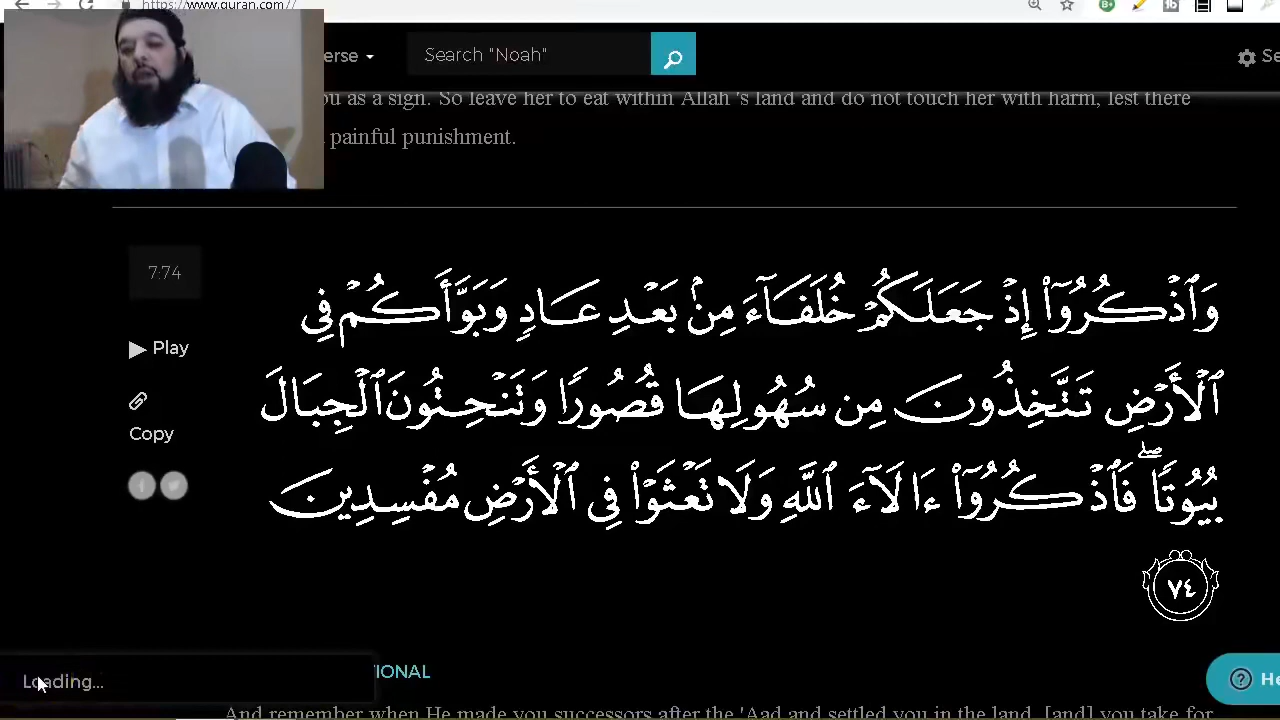 https://www.quran.com//
erse
Search "Noah"
ou as a sign. So leave her to eat within Allah 's land and do not touch her with harm, lest there
painful punishment.
7:74
Play
Copy
وَٱذْكُرُوٓا۟ إِذْ جَعَلَكُمْ خُلَفَآءَ مِنۢ بَعْدِ عَادٍ وَبَوَّأَكُمْ فِى
ٱلْأَرْضِ تَتَّخِذُونَ مِن سُهُولِهَا قُصُورًا وَتَنْحِتُونَ ٱلْجِبَالَ
بُيُوتًا ۖ فَٱذْكُرُوٓا۟ ءَالَآءَ ٱللَّهِ وَلَا تَعْثَوْا۟ فِى ٱلْأَرْضِ مُفْسِدِينَ
٧٤
IONAL
Loading...
He
And remember when He made you successors after the 'Aad and settled you in the land, [and] you take for